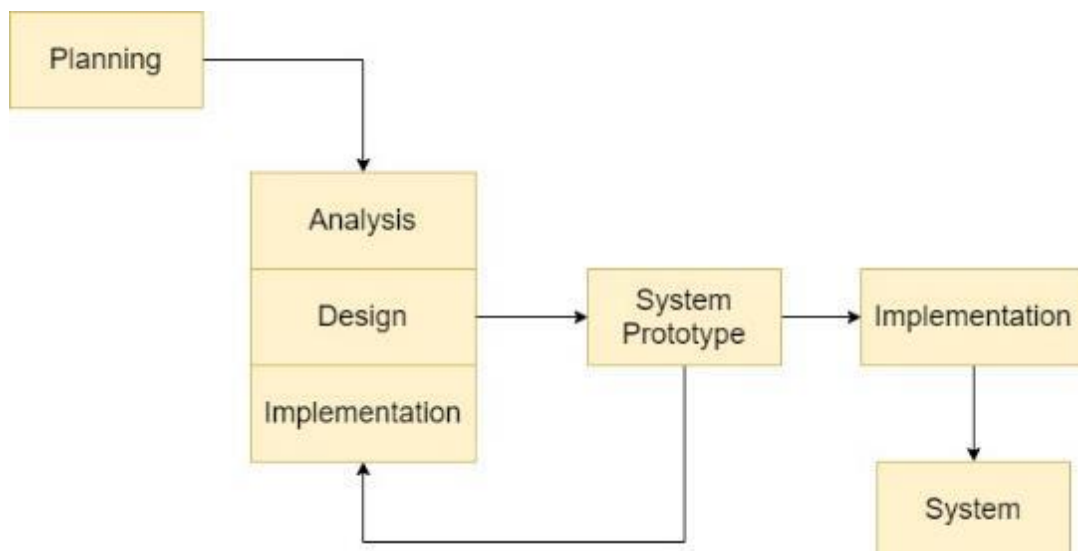 Planning
Analysis
Design
Implementation
System
Prototype
Implementation
System